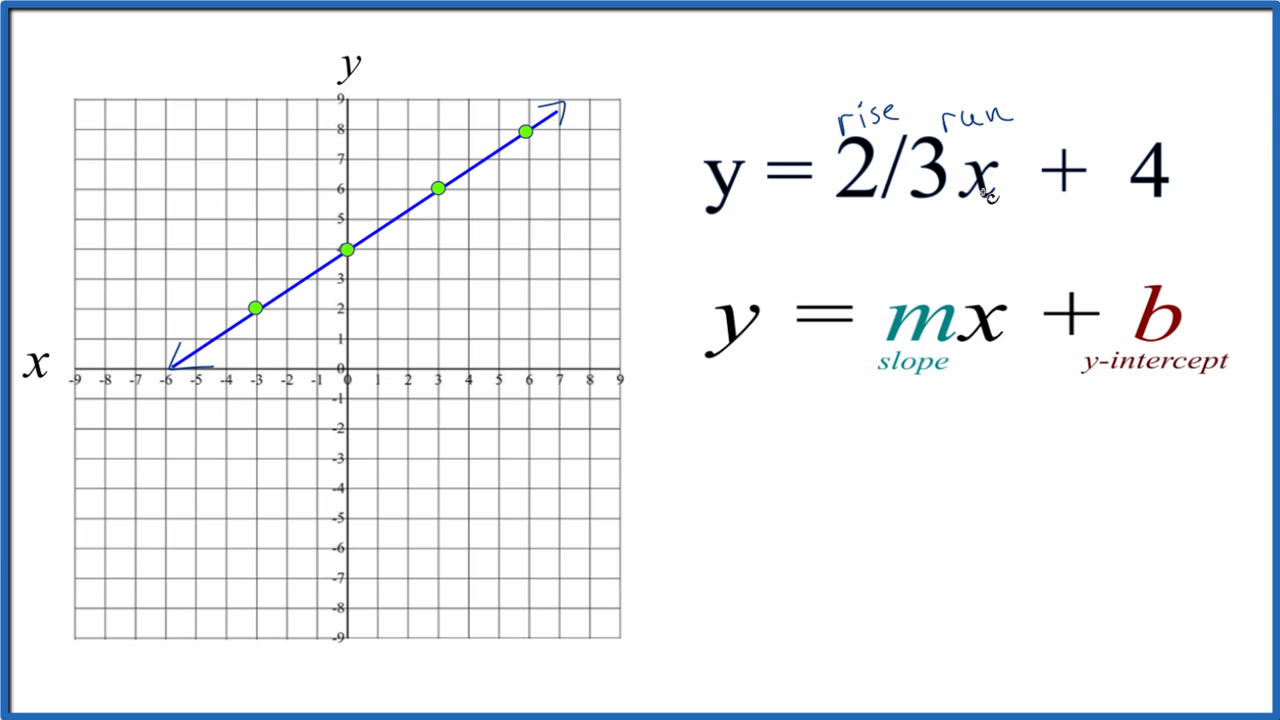 y
rise run
y = 2/3x + 4
y = mx + b
slope y-intercept
x
9
8
7
6
5
3
2
1
0
-9 -8 -7 -6 -5 -4 -3 -2 -1 0 1 2 3 4 5 6 7 8 9
-1
-2
-3
-4
-5
-6
-7
-8
-9